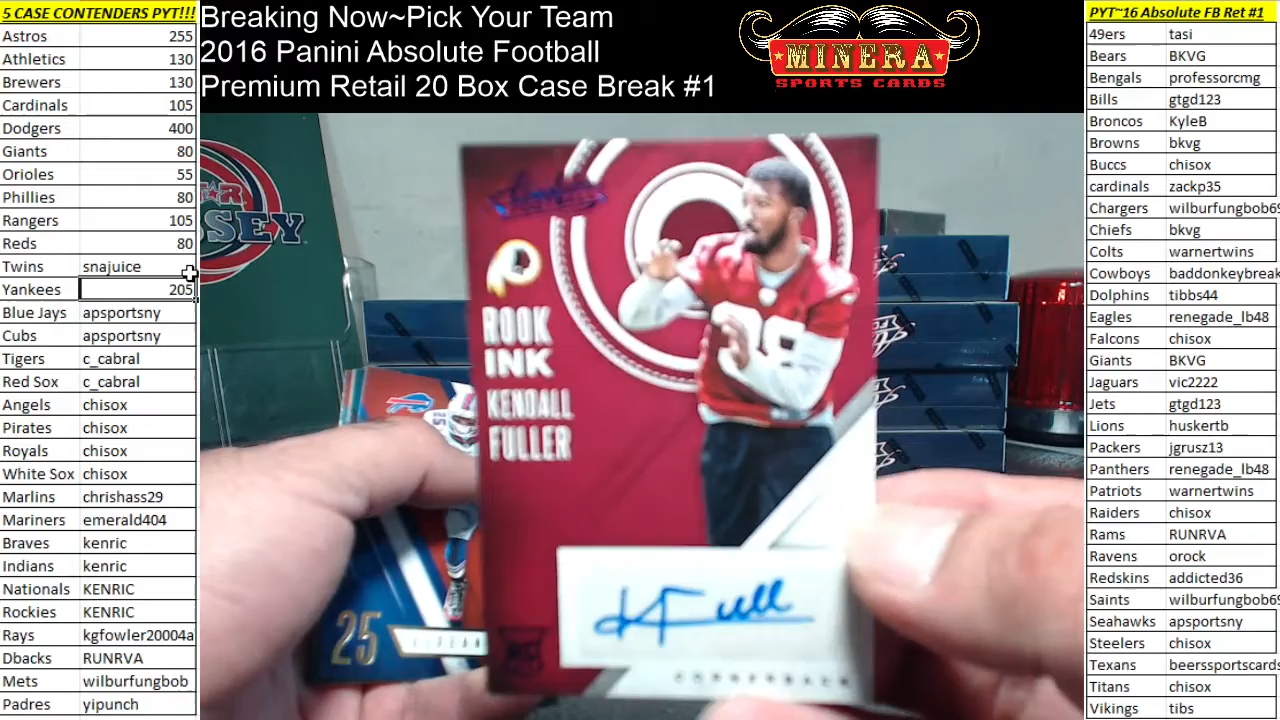 5 CASE CONTENDERS PYT!!!
Astros 255
Athletics 130
Brewers 130
Cardinals 105
Dodgers 400
Giants 80
Orioles 55
Phillies 80
Rangers 105
Reds 80
Twins snajuice
Yankees 205
Blue Jays apsportsny
Cubs apsportsny
Tigers c_cabral
Red Sox c_cabral
Angels chisox
Pirates chisox
Royals chisox
White Sox chisox
Marlins chrishass29
Mariners emerald404
Braves kenric
Indians kenric
Nationals KENRIC
Rockies KENRIC
Rays kgfowler20004a
Dbacks RUNRVA
Mets wilburfungbob
Padres yipunch
Breaking Now~Pick Your Team
2016 Panini Absolute Football
Premium Retail 20 Box Case Break #1
MINERA
SPORTS CARDS
ROOK
INK
KENDALL
FULLER
38
CORNERBACK
25
PYT~16 Absolute FB Ret #1
49ers tasi
Bears BKVG
Bengals professorcmg
Bills gtgd123
Broncos KyleB
Browns bkvg
Buccs chisox
cardinals zackp35
Chargers wilburfungbob69
Chiefs bkvg
Colts warnertwins
Cowboys baddonkeybreak
Dolphins tibbs44
Eagles renegade_lb48
Falcons chisox
Giants BKVG
Jaguars vic2222
Jets gtgd123
Lions huskertb
Packers jgrusz13
Panthers renegade_lb48
Patriots warnertwins
Raiders chisox
Rams RUNRVA
Ravens orock
Redskins addicted36
Saints wilburfungbob69
Seahawks apsportsny
Steelers chisox
Texans beerssportscards
Titans chisox
Vikings tibs